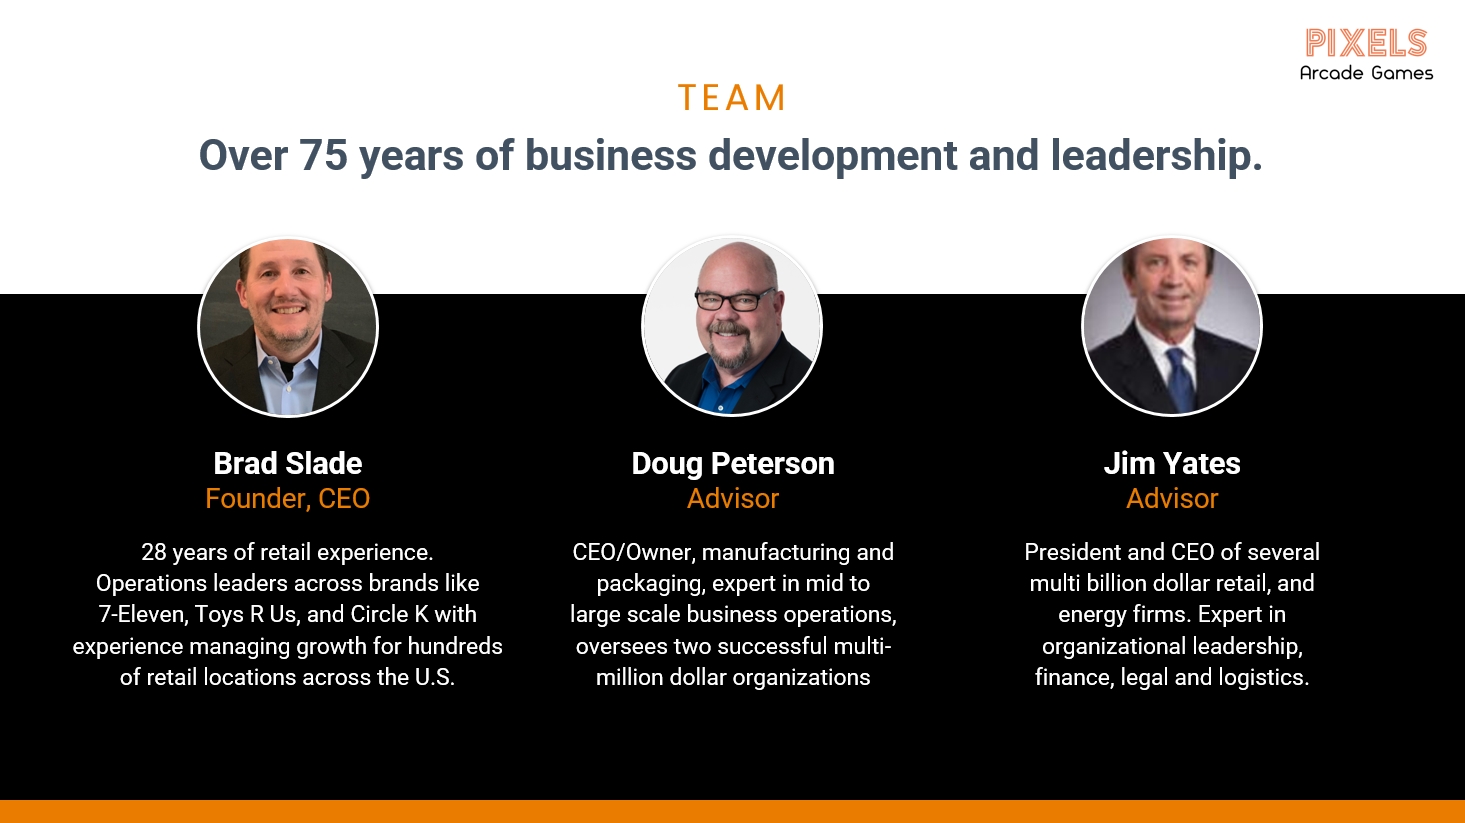 PIXELS
Arcade Games
TEAM
Over 75 years of business development and leadership.
Brad Slade
Founder, CEO
28 years of retail experience.
Operations leaders across brands like
7-Eleven, Toys R Us, and Circle K with
experience managing growth for hundreds
of retail locations across the U.S.
Doug Peterson
Advisor
CEO/Owner, manufacturing and
packaging, expert in mid to
large scale business operations,
oversees two successful multi-
million dollar organizations
Jim Yates
Advisor
President and CEO of several
multi billion dollar retail, and
energy firms. Expert in
organizational leadership,
finance, legal and logistics.